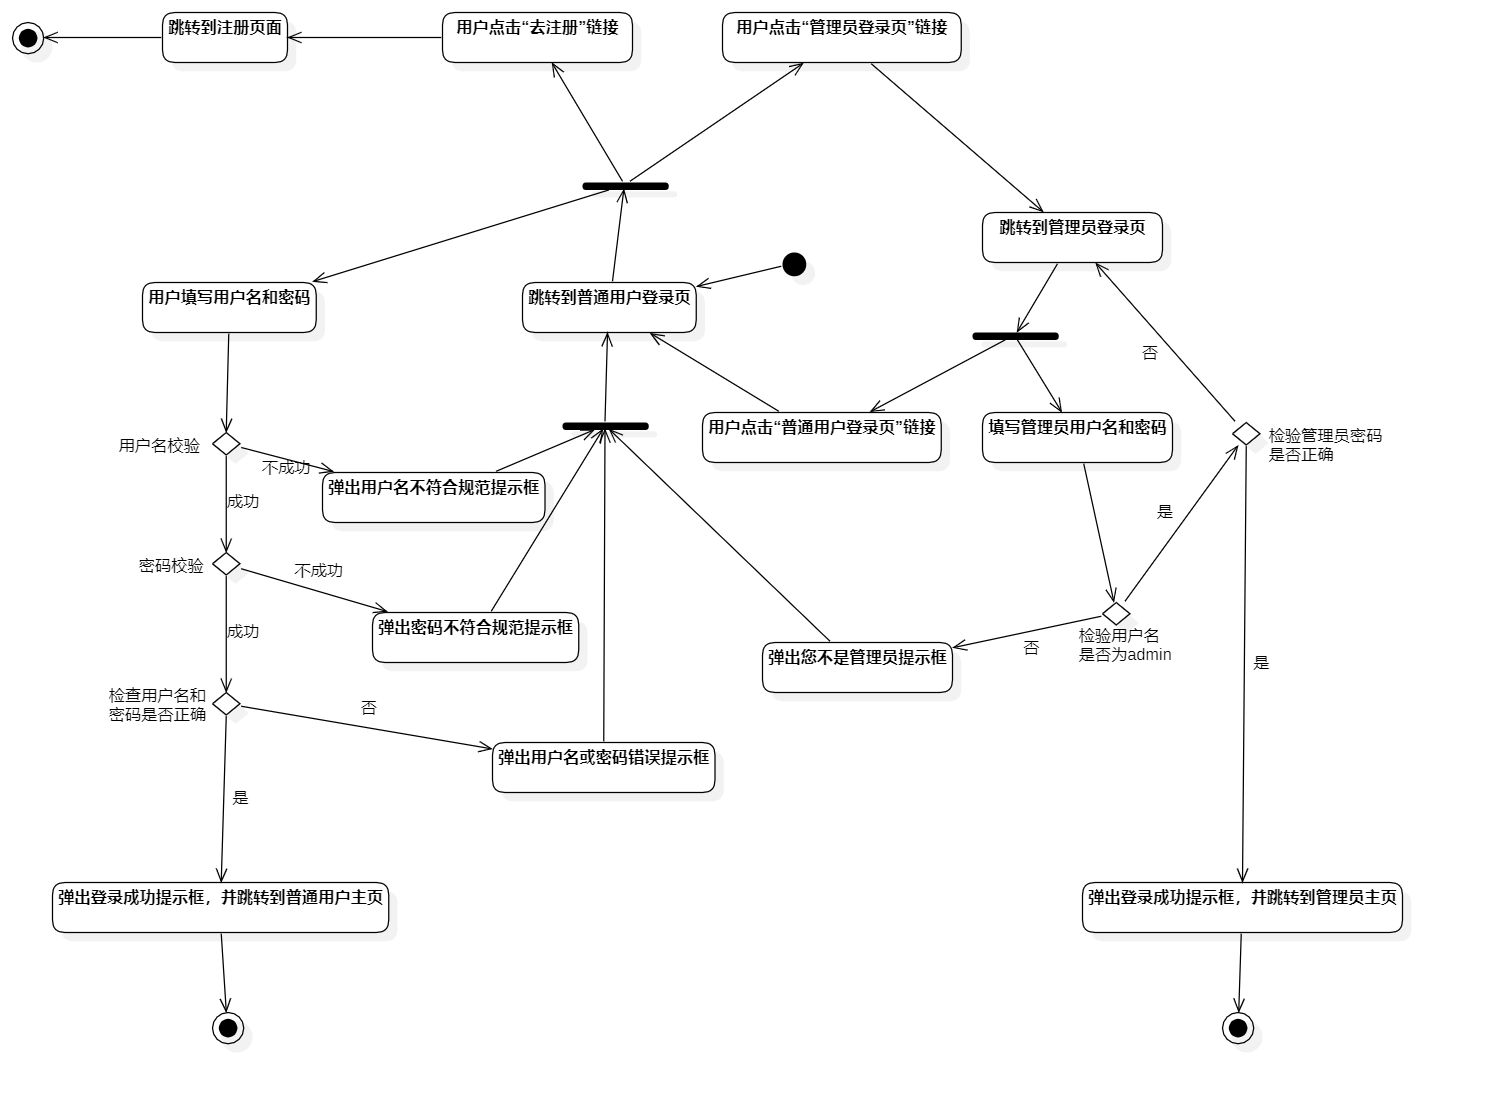 跳转到注册页面
用户点击“去注册”链接
用户点击“管理员登录页”链接
跳转到管理员登录页
用户填写用户名和密码
跳转到普通用户登录页
否
用户点击“普通用户登录页”链接
填写管理员用户名和密码
检验管理员密码
是否正确
用户名校验
不成功
弹出用户名不符合规范提示框
成功
是
密码校验
不成功
弹出密码不符合规范提示框
成功
弹出您不是管理员提示框
否
检验用户名
是否为admin
是
检查用户名和
密码是否正确
否
弹出用户名或密码错误提示框
是
弹出登录成功提示框，并跳转到普通用户主页
弹出登录成功提示框，并跳转到管理员主页